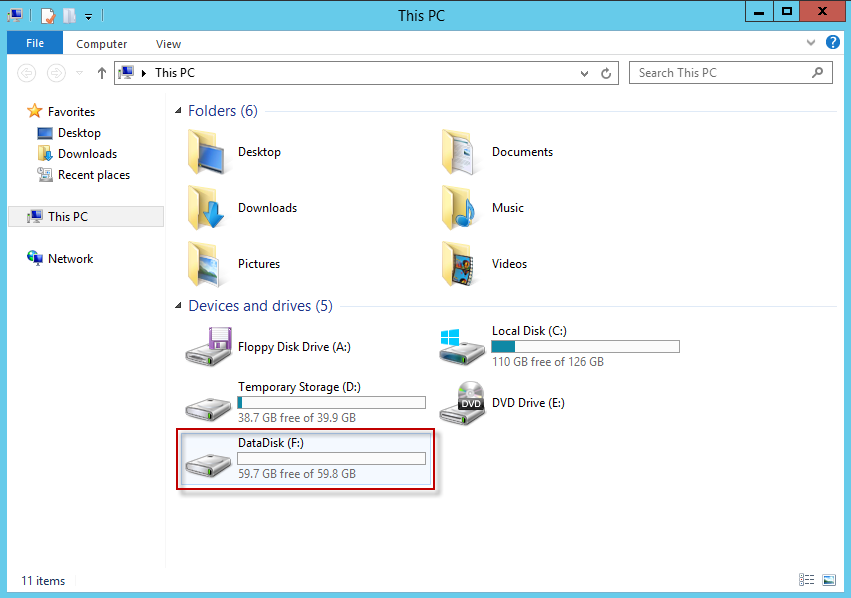 This PC
File
Computer
View
This PC
Search This PC
Favorites
Desktop
Downloads
Recent places
This PC
Network
Folders (6)
Desktop
Documents
Downloads
Music
Pictures
Videos
Devices and drives (5)
Floppy Disk Drive (A:)
Local Disk (C:)
110 GB free of 126 GB
Temporary Storage (D:)
38.7 GB free of 39.9 GB
DVD
DVD Drive (E:)
DataDisk (F:)
59.7 GB free of 59.8 GB
11 items